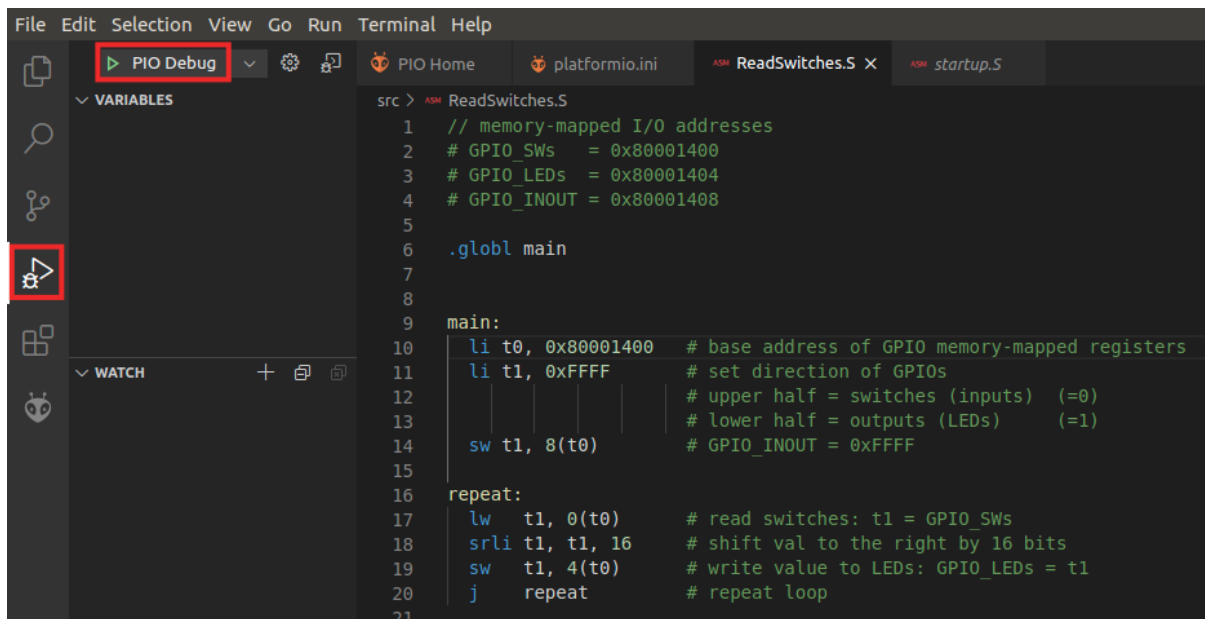 File Edit Selection View Go Run Terminal Help
PIO Debug
PIO Home
platformio.ini
ASM ReadSwitches.S ×
ASM startup.S
VARIABLES
WATCH
src > ASM ReadSwitches.S
1 // memory-mapped I/O addresses
2 # GPIO_SWs   = 0x80001400
3 # GPIO_LEDs  = 0x80001404
4 # GPIO_INOUT = 0x80001408
5
6 .globl main
7
8
9 main:
10   li t0, 0x80001400   # base address of GPIO memory-mapped registers
11   li t1, 0xFFFF       # set direction of GPIOs
12                       # upper half = switches (inputs)  (=0)
13                       # lower half = outputs (LEDs)     (=1)
14   sw t1, 8(t0)        # GPIO_INOUT = 0xFFFF
15
16 repeat:
17   lw   t1, 0(t0)      # read switches: t1 = GPIO_SWs
18   srli t1, t1, 16     # shift val to the right by 16 bits
19   sw   t1, 4(t0)      # write value to LEDs: GPIO_LEDs = t1
20   j    repeat         # repeat loop
21